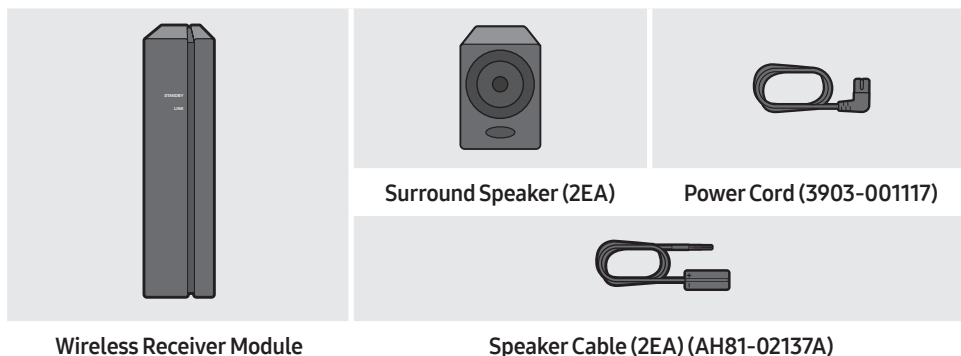 STANDBY
LINK
Surround Speaker (2EA)
Power Cord (3903-001117)
+
-
Wireless Receiver Module
Speaker Cable (2EA) (AH81-02137A)